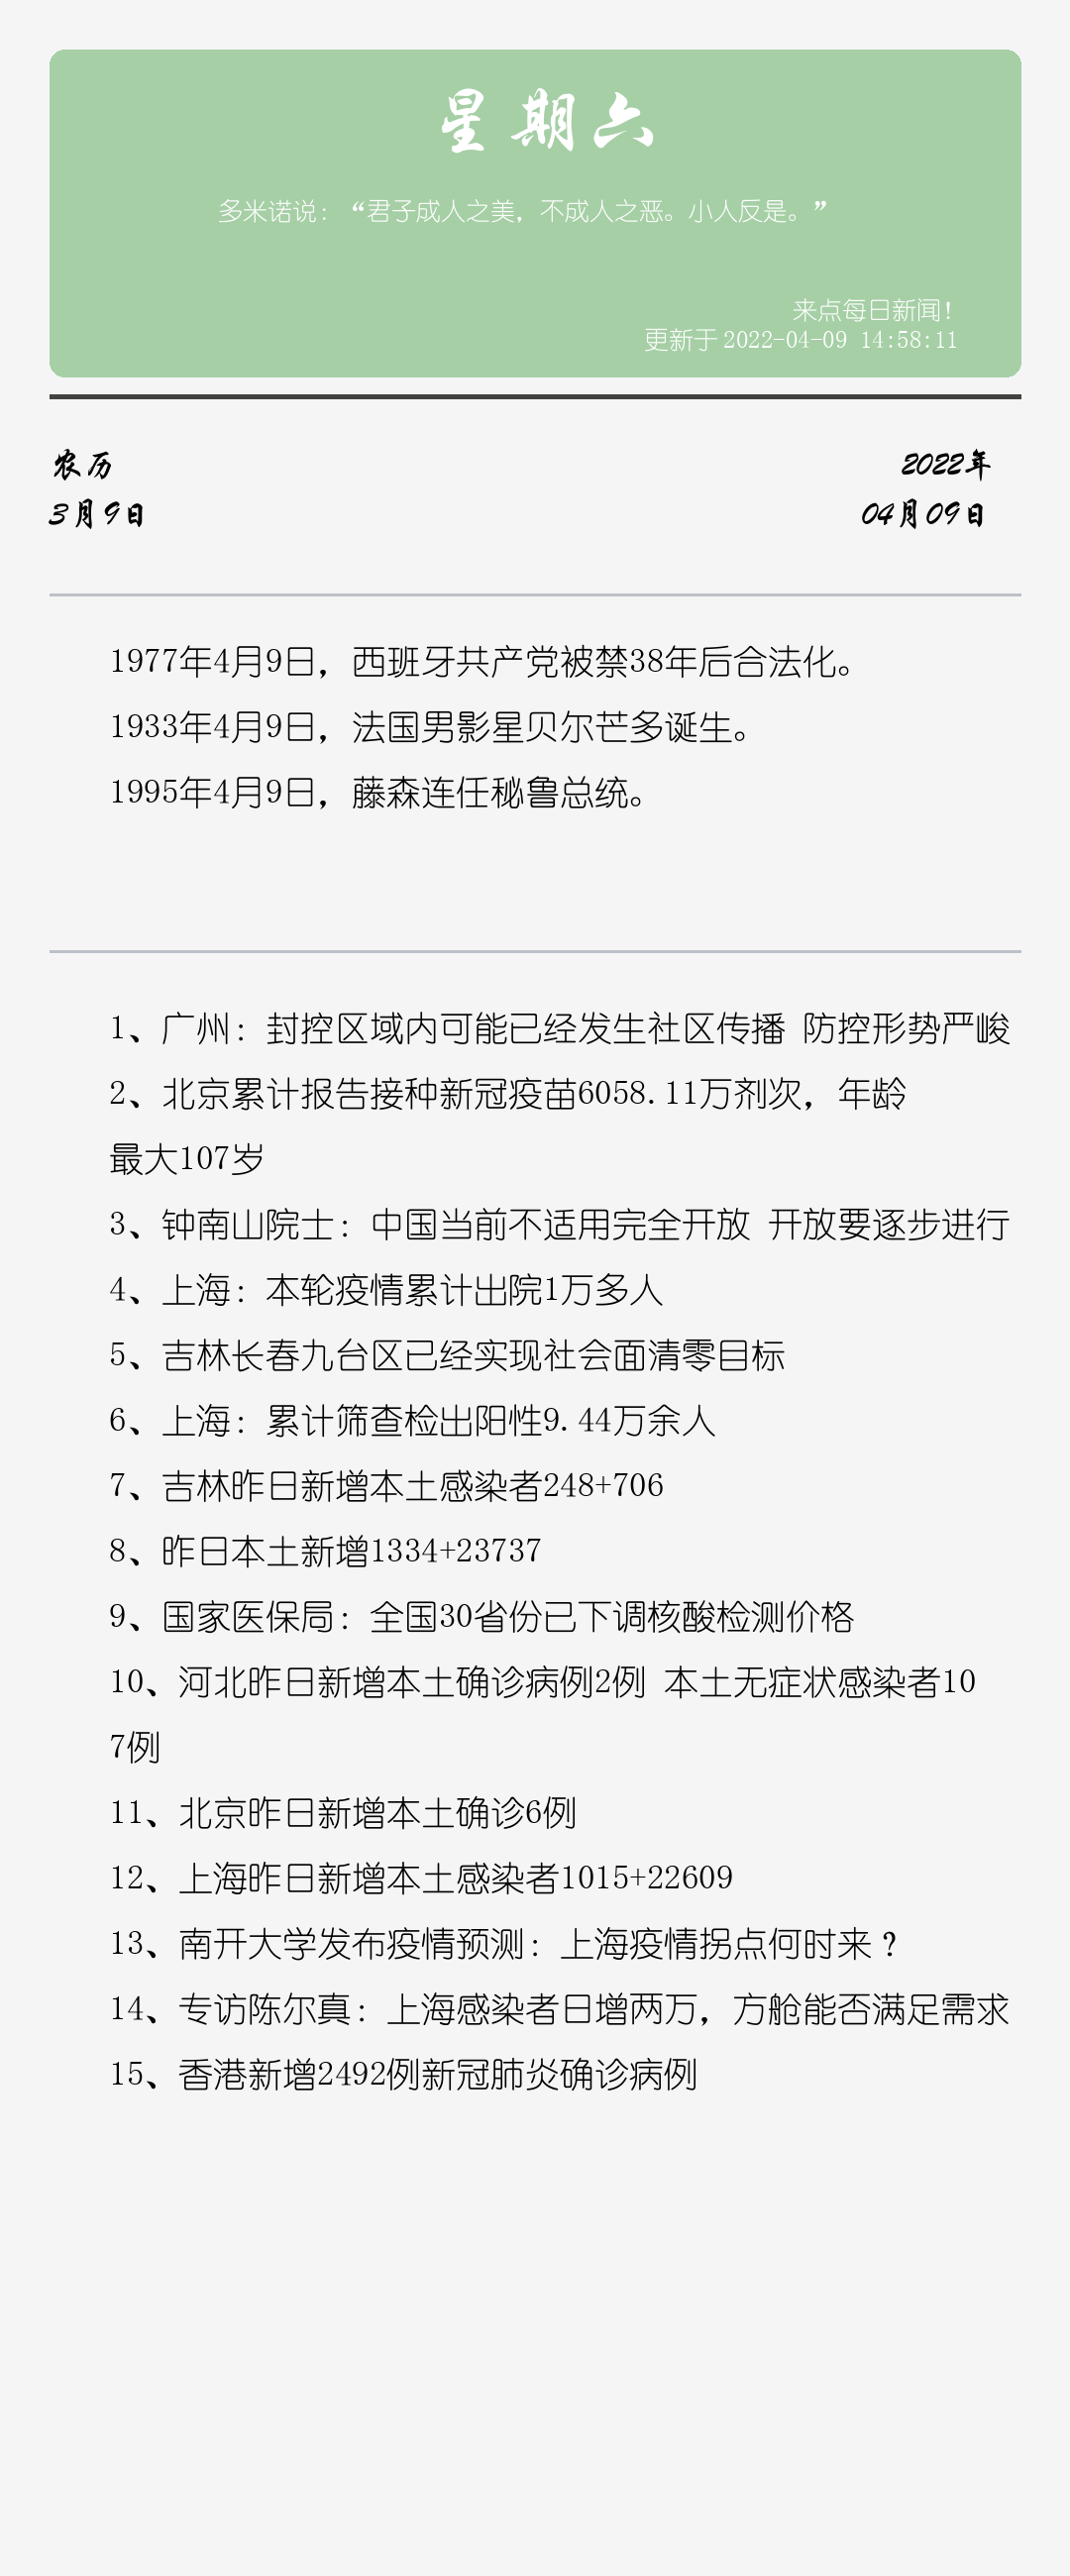 星期六
多米诺说：“君子成人之美，不成人之恶。小人反是。”
来点每日新闻！
更新于2022-04-09 14:58:11
农历
2022年
3月9日
04月09日
1977年4月9日，西班牙共产党被禁38年后合法化。
1933年4月9日，法国男影星贝尔芒多诞生。
1995年4月9日，藤森连任秘鲁总统。
1、广州：封控区域内可能已经发生社区传播 防控形势严峻
2、北京累计报告接种新冠疫苗6058.11万剂次，年龄
最大107岁
3、钟南山院士：中国当前不适用完全开放 开放要逐步进行
4、上海：本轮疫情累计出院1万多人
5、吉林长春九台区已经实现社会面清零目标
6、上海：累计筛查检出阳性9.44万余人
7、吉林昨日新增本土感染者248+706
8、昨日本土新增1334+23737
9、国家医保局：全国30省份已下调核酸检测价格
10、河北昨日新增本土确诊病例2例 本土无症状感染者10
7例
11、北京昨日新增本土确诊6例
12、上海昨日新增本土感染者1015+22609
13、南开大学发布疫情预测：上海疫情拐点何时来？
14、专访陈尔真：上海感染者日增两万，方舱能否满足需求
15、香港新增2492例新冠肺炎确诊病例